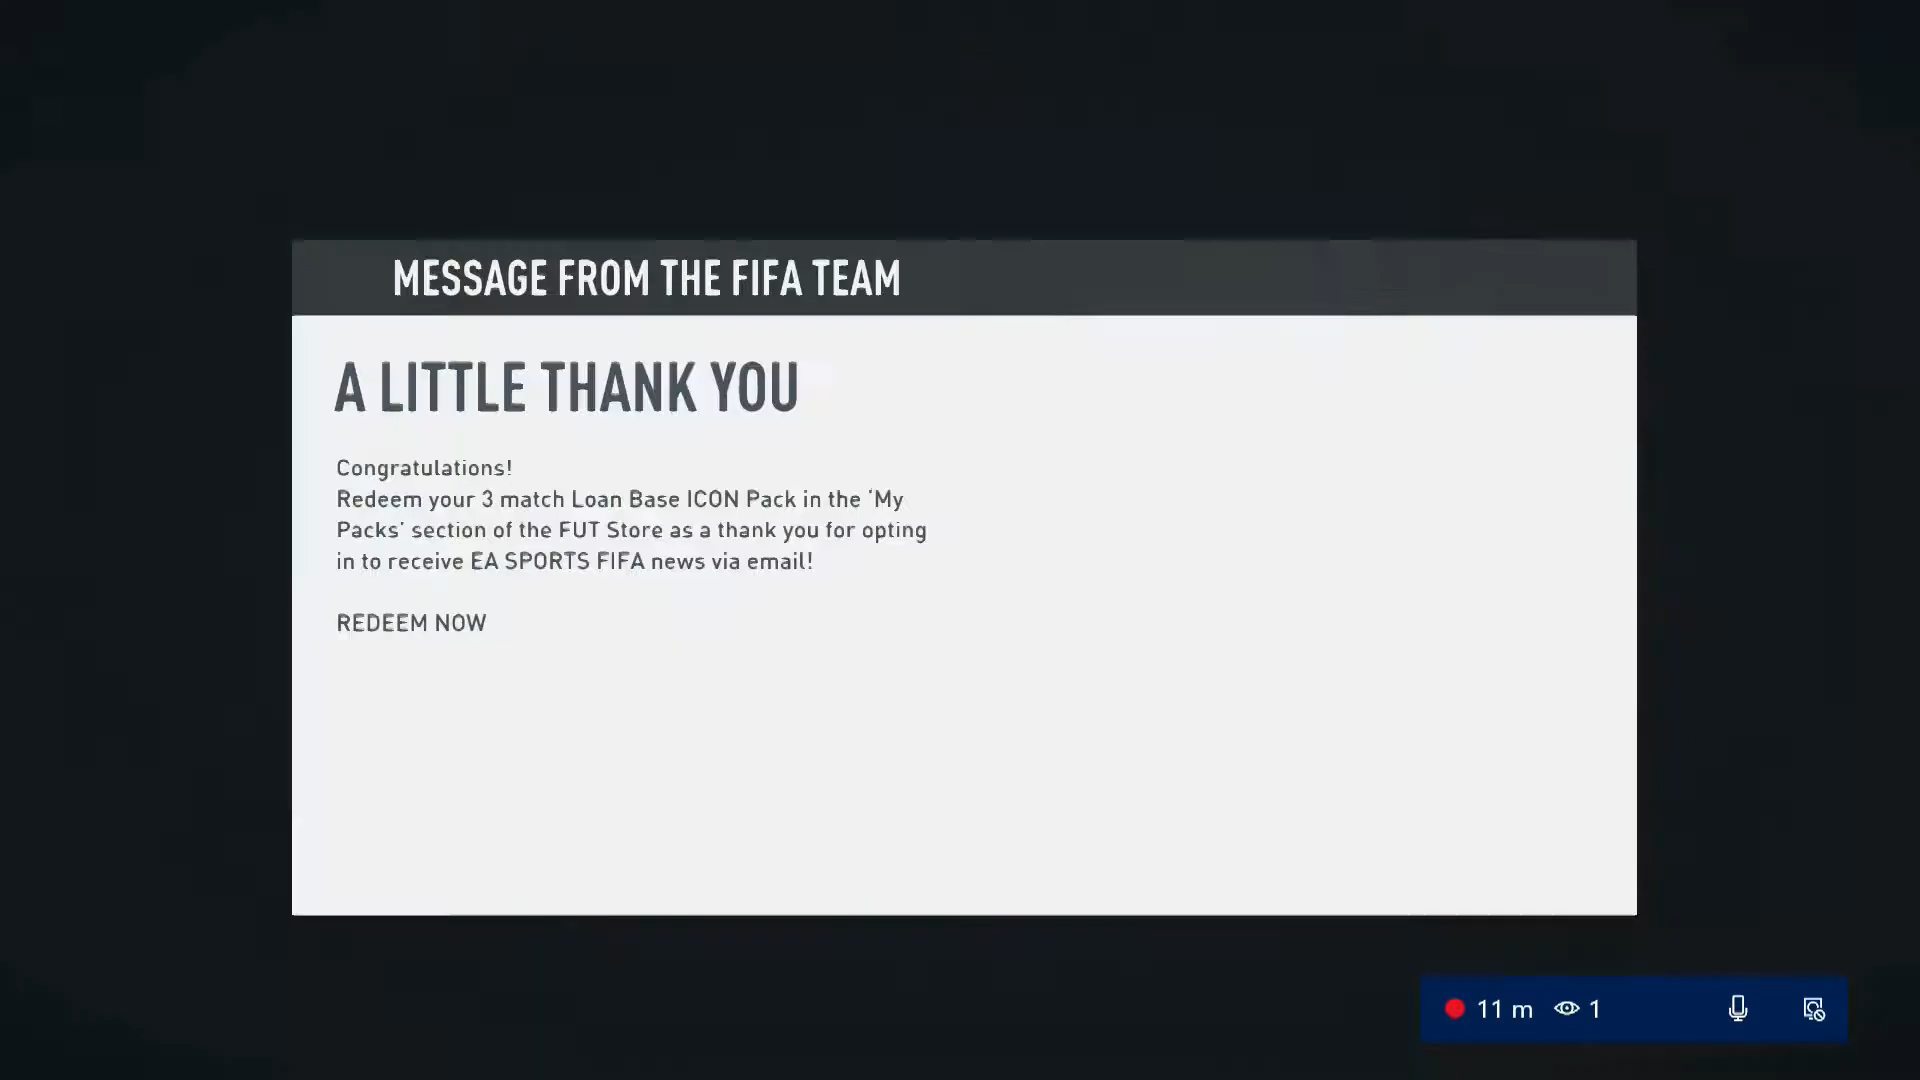 MESSAGE FROM THE FIFA TEAM
A LITTLE THANK YOU
Congratulations!
Redeem your 3 match Loan Base ICON Pack in the 'My
Packs' section of the FUT Store as a thank you for opting
in to receive EA SPORTS FIFA news via email!
REDEEM NOW
11 m 1